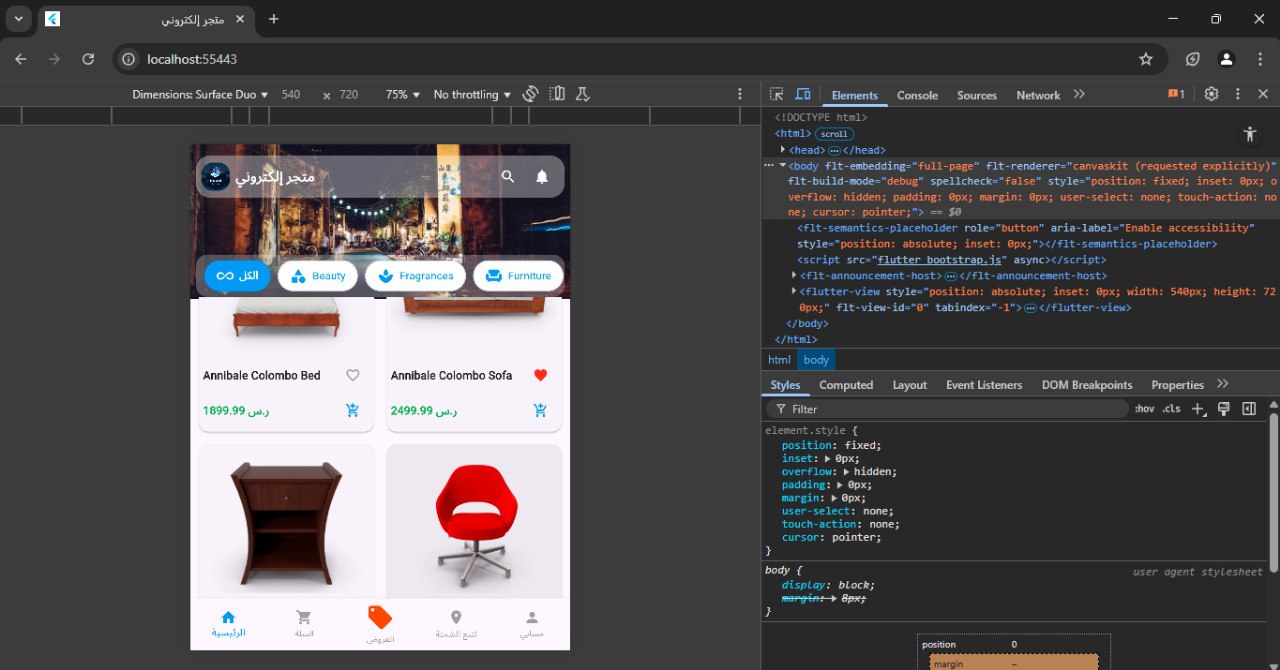 متجر إلكتروني
localhost:55443
Dimensions: Surface Duo 540 x 720 75% No throttling
Elements Console Sources Network 1
<!DOCTYPE html>
<html> scroll
<head> </head>
<body flt-embedding="full-page" flt-renderer="canvaskit (requested explicitly)"
flt-build-mode="debug" spellcheck="false" style="position: fixed; inset: 0px; o
verflow: hidden; padding: 0px; margin: 0px; user-select: none; touch-action: no
ne; cursor: pointer;"> == $0
<flt-semantics-placeholder role="button" aria-label="Enable accessibility"
style="position: absolute; inset: 0px;"></flt-semantics-placeholder>
<script src="flutter_bootstrap.js" async></script>
<flt-announcement-host> </flt-announcement-host>
<flutter-view style="position: absolute; inset: 0px; width: 540px; height: 72
0px;" flt-view-id="0" tabindex="-1"> </flutter-view>
</body>
</html>
html body
Styles Computed Layout Event Listeners DOM Breakpoints Properties
Filter :hov .cls
element.style {
position: fixed;
inset: 0px;
overflow: hidden;
padding: 0px;
margin: 0px;
user-select: none;
touch-action: none;
cursor: pointer;
}
body { user agent stylesheet
display: block;
margin: 8px;
}
position 0
margin –
متجر إلكتروني
الكل Beauty Fragrances Furniture
Annibale Colombo Bed
1899.99 ر.س
Annibale Colombo Sofa
2499.99 ر.س
الرئيسية السلة العروض تتبع الشحنة حسابي